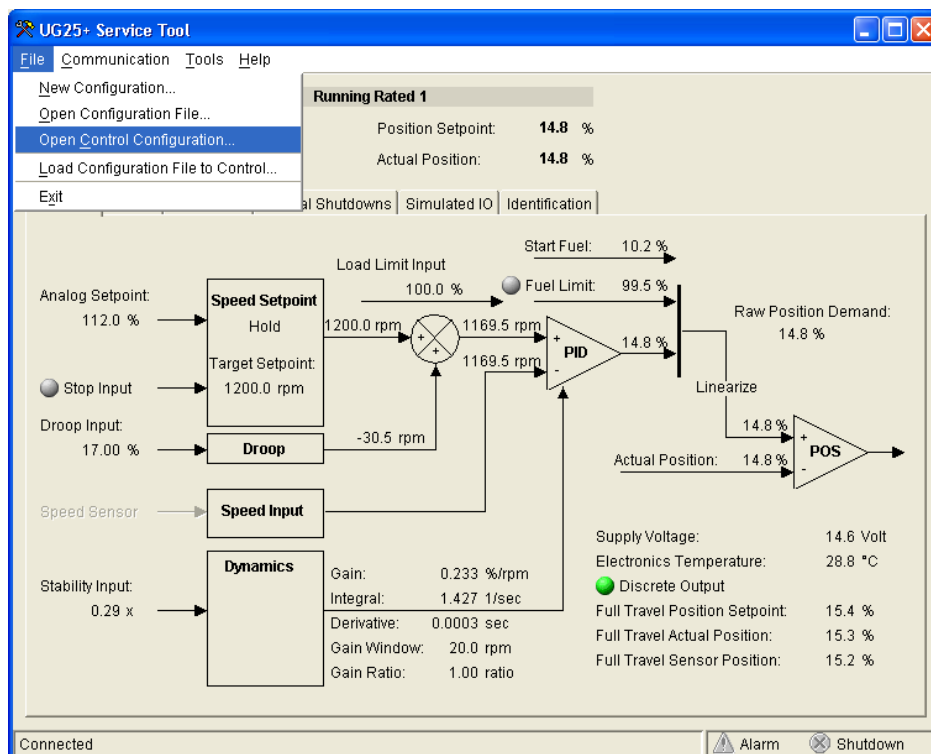 UG25+ Service Tool
File Communication Tools Help
New Configuration...
Open Configuration File...
Open Control Configuration...
Load Configuration File to Control...
Exit
Running Rated 1
Position Setpoint: 14.8 %
Actual Position: 14.8 %
al Shutdowns Simulated IO Identification
Start Fuel: 10.2 %
Load Limit Input
100.0 %
Fuel Limit: 99.5 %
Analog Setpoint:
112.0 %
Speed Setpoint
Hold
Target Setpoint:
1200.0 rpm
1200.0 rpm
+
+
1169.5 rpm
1169.5 rpm
+
-
PID
14.8 %
Raw Position Demand:
14.8 %
Linearize
Stop Input
Droop Input:
17.00 %
Droop
-30.5 rpm
14.8 %
Actual Position: 14.8 %
+
-
POS
Speed Sensor
Speed Input
Stability Input:
0.29 x
Dynamics
Gain: 0.233 %/rpm
Integral: 1.427 1/sec
Derivative: 0.0003 sec
Gain Window: 20.0 rpm
Gain Ratio: 1.00 ratio
Supply Voltage: 14.6 Volt
Electronics Temperature: 28.8 °C
Discrete Output
Full Travel Position Setpoint: 15.4 %
Full Travel Actual Position: 15.3 %
Full Travel Sensor Position: 15.2 %
Connected
Alarm
Shutdown